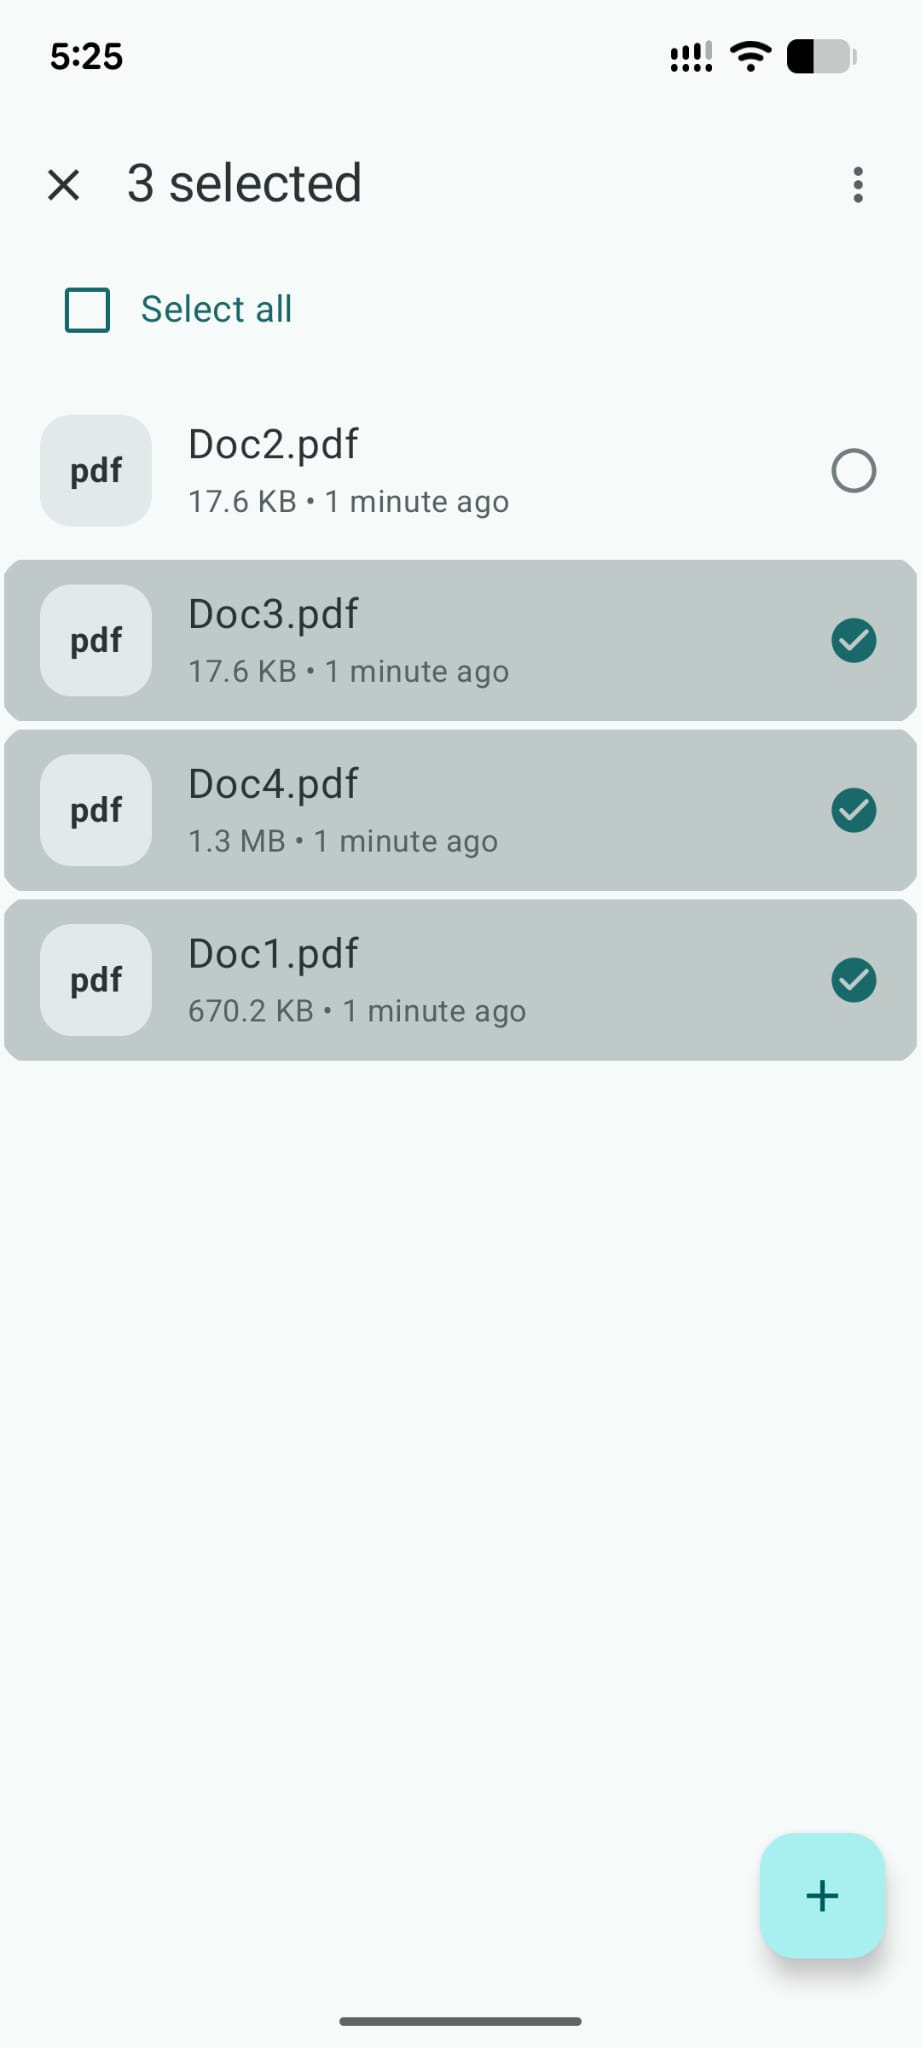 5:25
3 selected
Select all
pdf
Doc2.pdf
17.6 KB • 1 minute ago
pdf
Doc3.pdf
17.6 KB • 1 minute ago
pdf
Doc4.pdf
1.3 MB • 1 minute ago
pdf
Doc1.pdf
670.2 KB • 1 minute ago